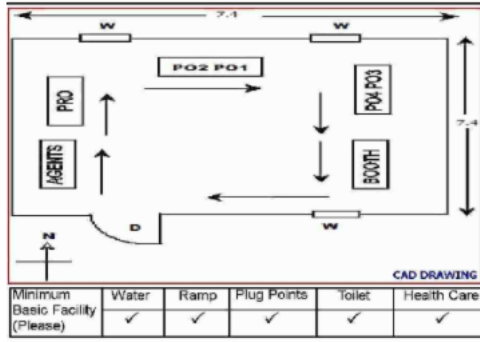 7.4
W W
PO2 PO1
PRO
PO4 PO3
7.4
AGENTS
BOOTH
D
N
W
CAD DRAWING
Minimum Basic Facility (Please) Water Ramp Plug Points Toilet Health Care
✓ ✓ ✓ ✓ ✓